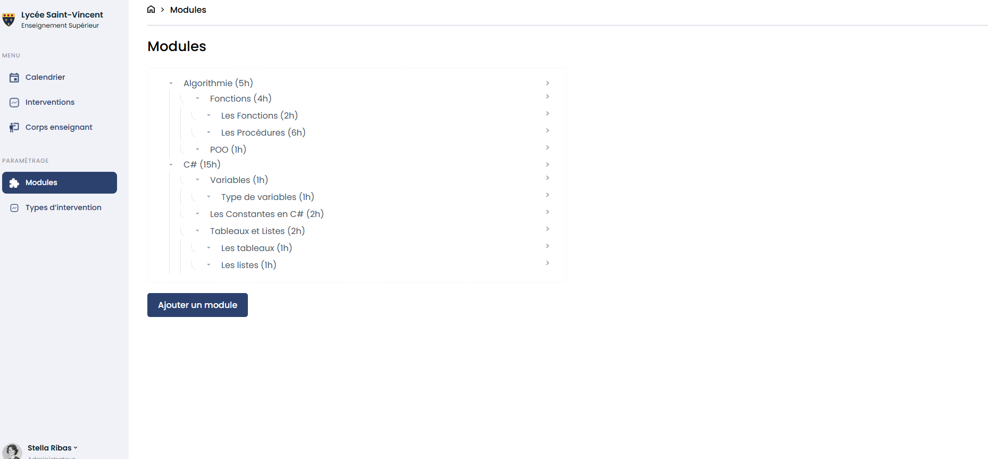 Lycée Saint-Vincent
Enseignement Supérieur
MENU
Calendrier
Interventions
Corps enseignant
PARAMÉTRAGE
Modules
Types d’intervention
Stella Ribas
Administrateur
> Modules
Modules
Algorithmie (5h)
Fonctions (4h)
Les Fonctions (2h)
Les Procédures (6h)
POO (1h)
C# (15h)
Variables (1h)
Type de variables (1h)
Les Constantes en C# (2h)
Tableaux et Listes (2h)
Les tableaux (1h)
Les listes (1h)
Ajouter un module